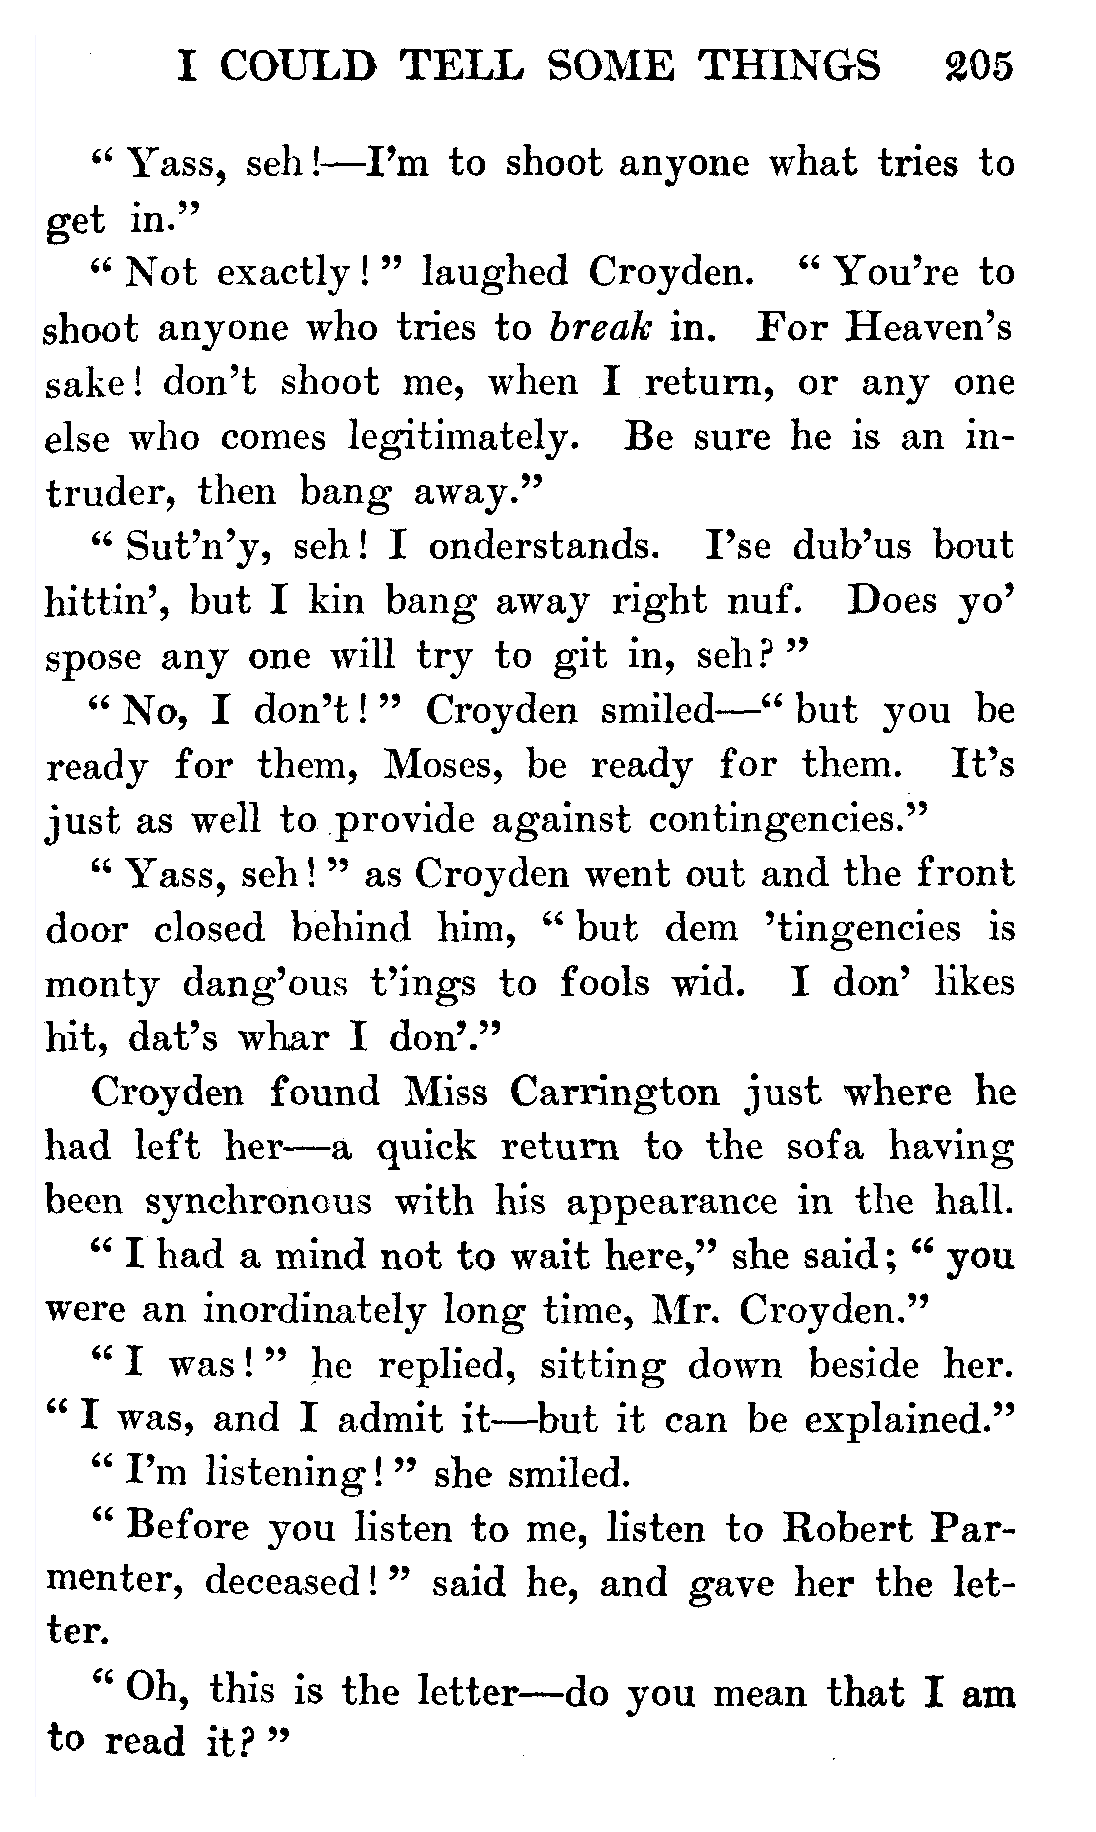 I COULD TELL SOME THINGS 205
“ Yass, seh !—I’m to shoot anyone what tries to
get in.”
“ Not exactly ! ” laughed Croyden. “ You’re to
shoot anyone who tries to break in. For Heaven’s
sake ! don’t shoot me, when I return, or any one
else who comes legitimately. Be sure he is an in-
truder, then bang away.”
“ Sut’n’y, seh ! I onderstands. I’se dub’us bout
hittin’, but I kin bang away right nuf. Does yo’
spose any one will try to git in, seh? ”
“ No, I don’t ! ” Croyden smiled—“ but you be
ready for them, Moses, be ready for them. It’s
just as well to provide against contingencies.”
“ Yass, seh ! ” as Croyden went out and the front
door closed behind him, “ but dem ’tingencies is
monty dang’ous t’ings to fools wid. I don’ likes
hit, dat’s whar I don’.”
Croyden found Miss Carrington just where he
had left her—a quick return to the sofa having
been synchronous with his appearance in the hall.
“ I had a mind not to wait here,” she said ; “ you
were an inordinately long time, Mr. Croyden.”
“ I was ! ” he replied, sitting down beside her.
“ I was, and I admit it—but it can be explained.”
“ I’m listening ! ” she smiled.
“ Before you listen to me, listen to Robert Par-
menter, deceased ! ” said he, and gave her the let-
ter.
“ Oh, this is the letter—do you mean that I am
to read it? ”